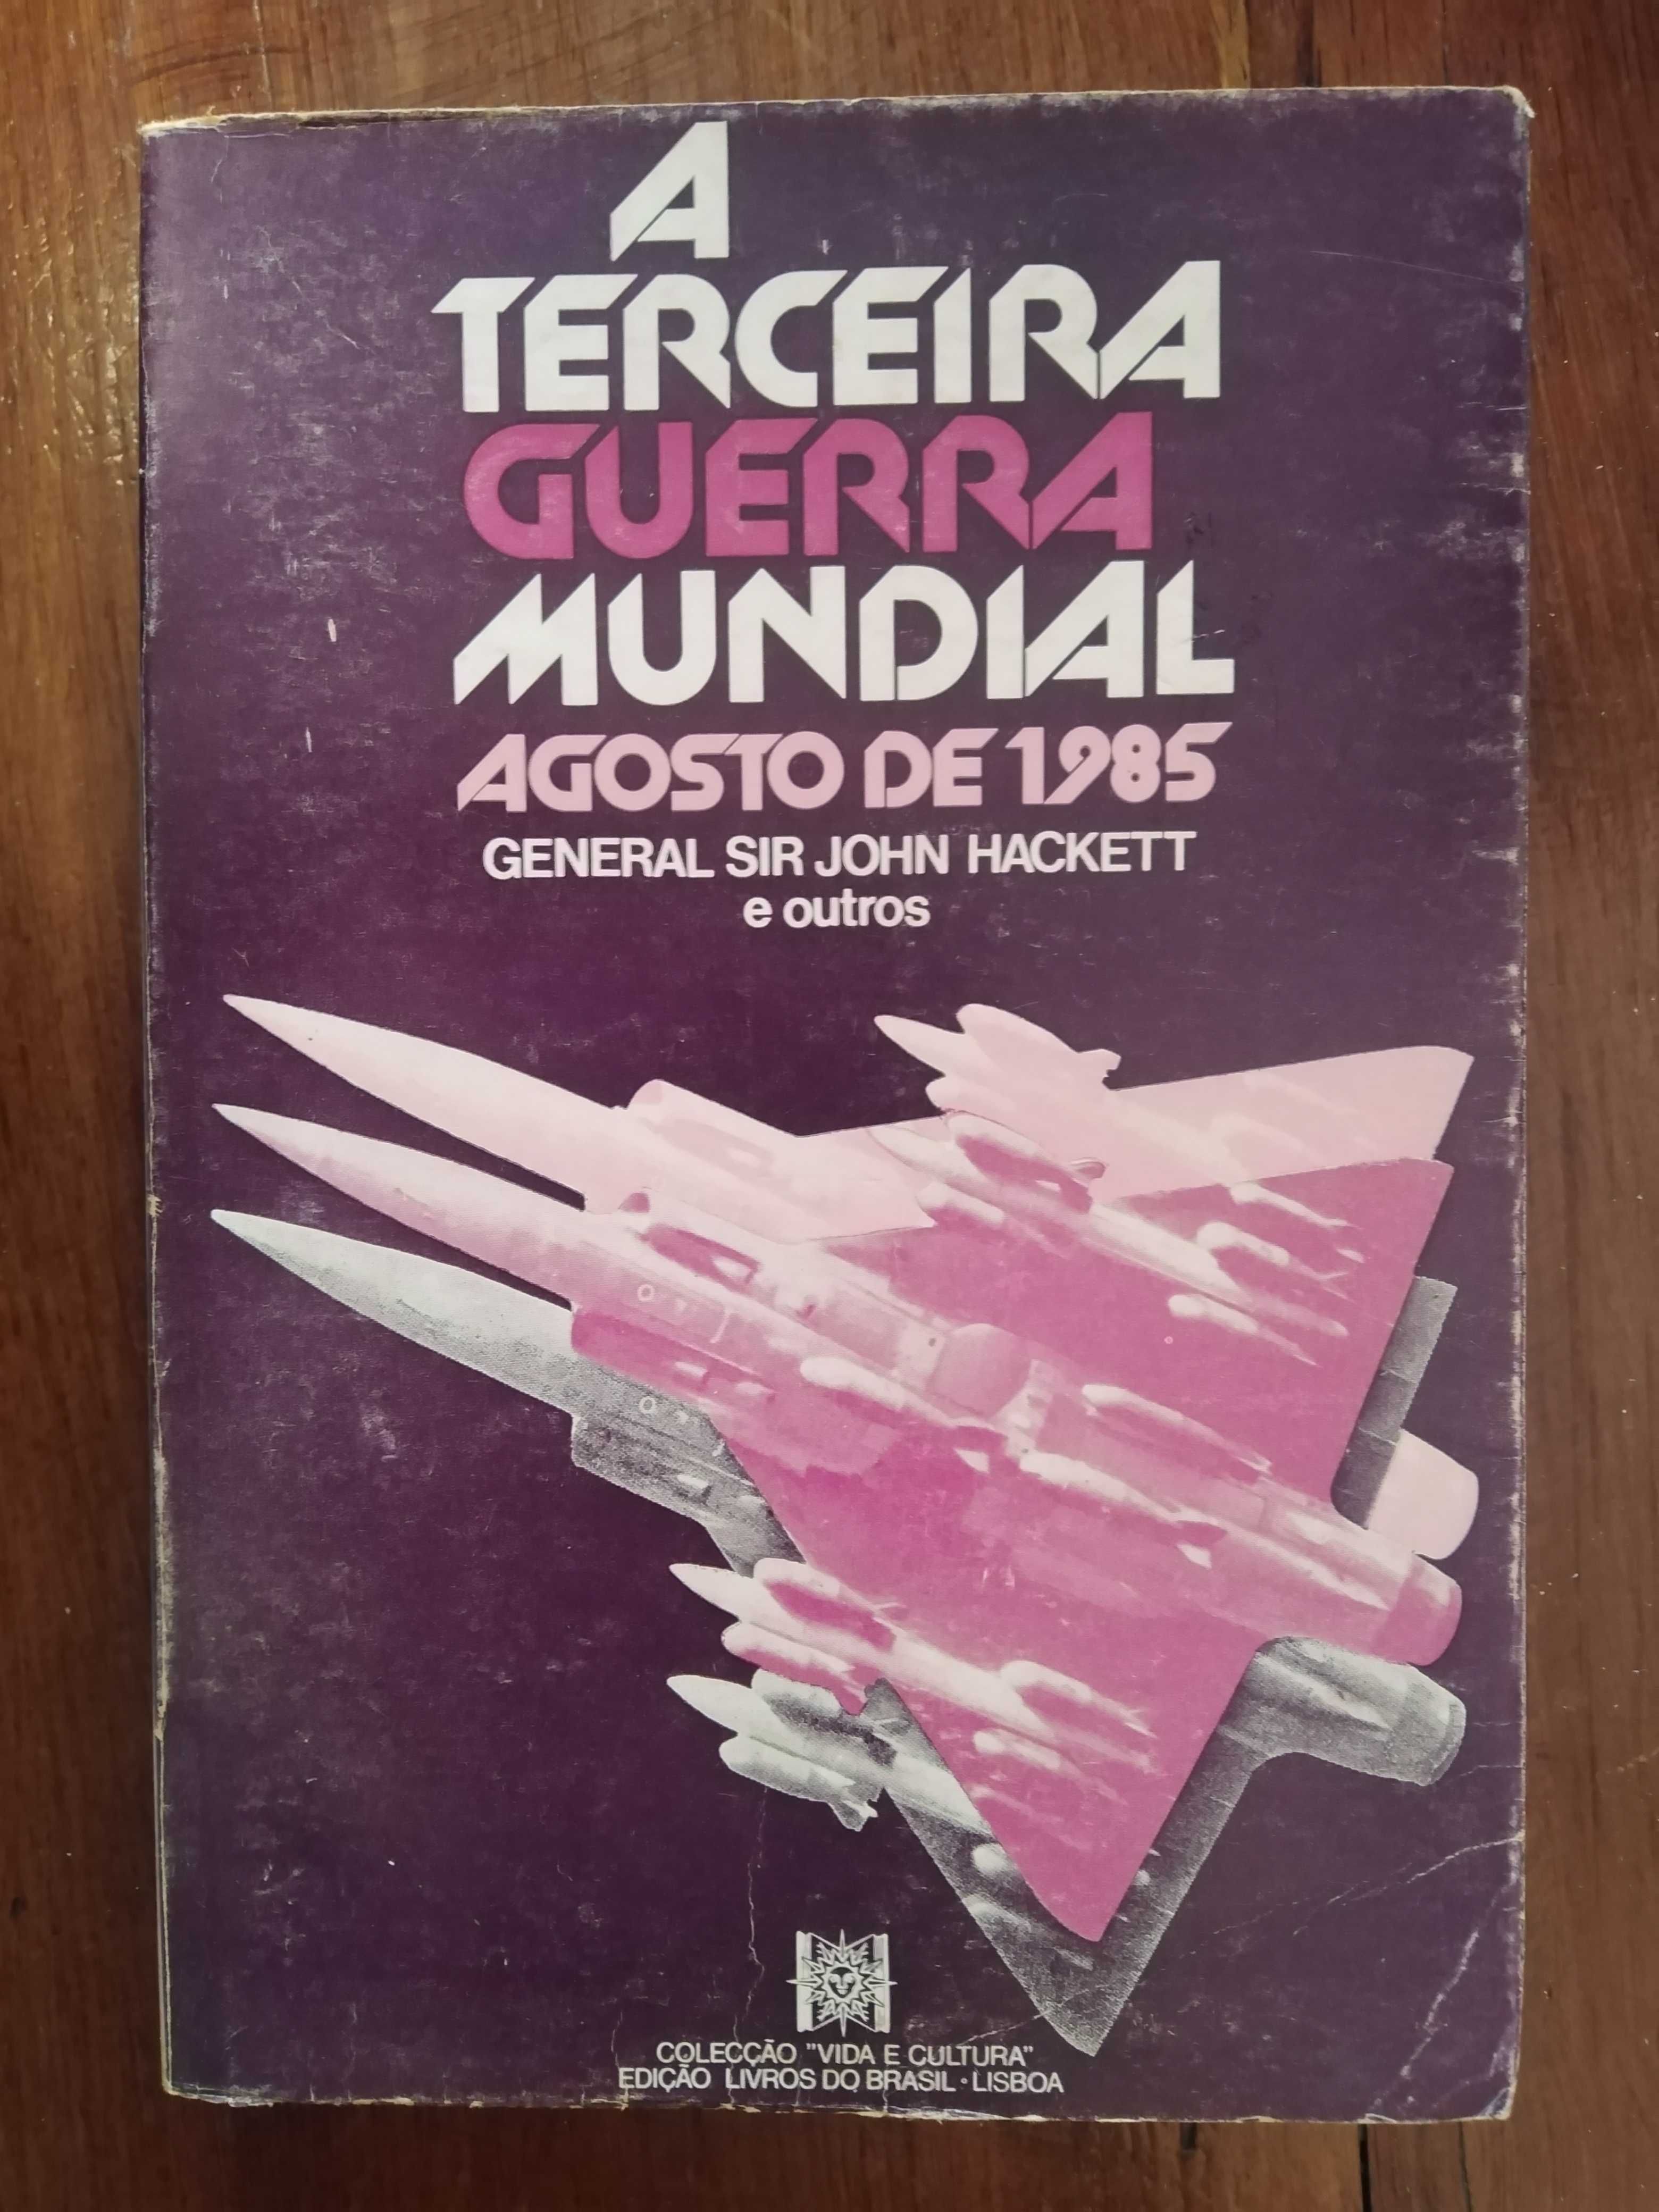 A
TERCEIRA
GUERRA
MUNDIAL
AGOSTO DE 1985
GENERAL SIR JOHN HACKETT
e outros
COLECÇÃO "VIDA E CULTURA"
EDIÇÃO LIVROS DO BRASIL · LISBOA